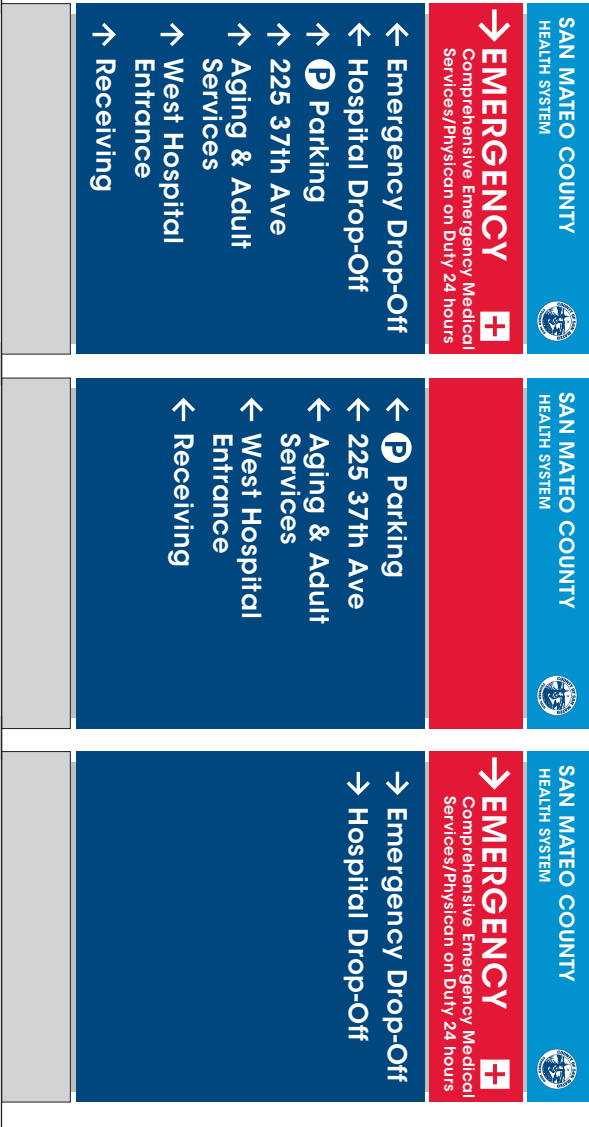 SAN MATEO COUNTY
HEALTH SYSTEM
EMERGENCY
Comprehensive Emergency Medical
Services/Physican on Duty 24 hours
Emergency Drop-Off
Hospital Drop-Off
P Parking
225 37th Ave
Aging & Adult
Services
West Hospital
Entrance
Receiving
SAN MATEO COUNTY
HEALTH SYSTEM
P Parking
225 37th Ave
Aging & Adult
Services
West Hospital
Entrance
Receiving
SAN MATEO COUNTY
HEALTH SYSTEM
EMERGENCY
Comprehensive Emergency Medical
Services/Physican on Duty 24 hours
Emergency Drop-Off
Hospital Drop-Off